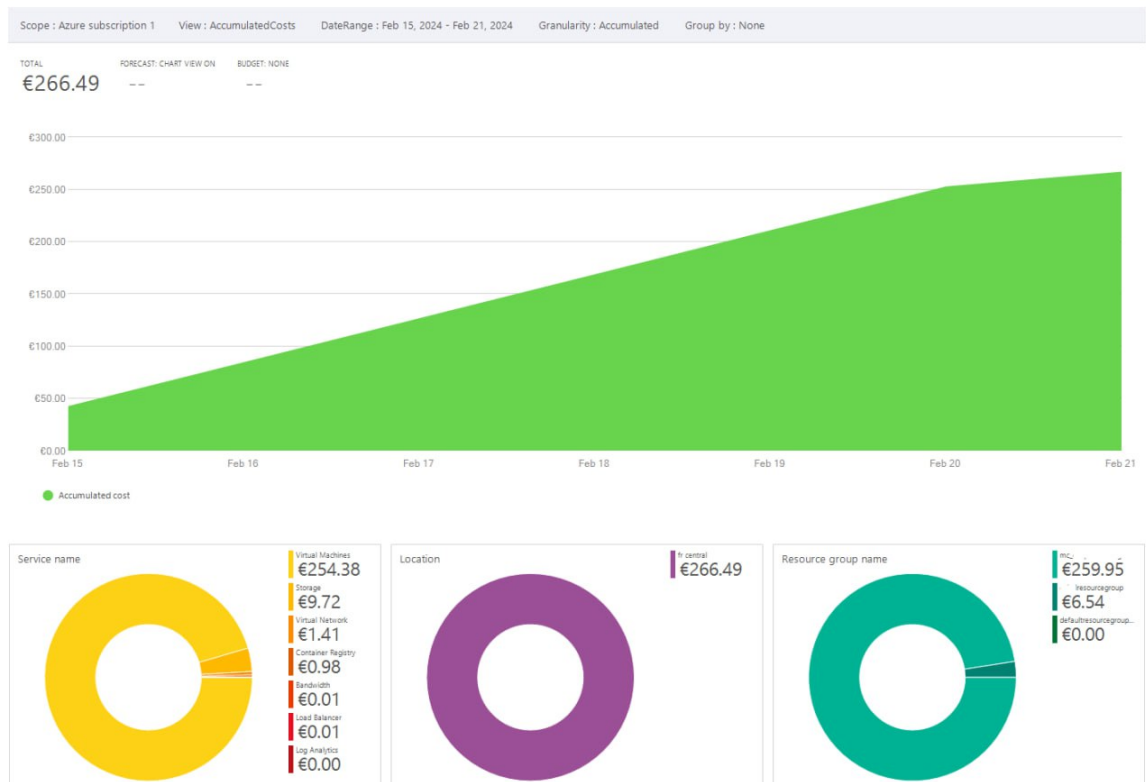 Scope : Azure subscription 1 View : AccumulatedCosts DateRange : Feb 15, 2024 - Feb 21, 2024 Granularity : Accumulated Group by : None
TOTAL FORECAST: CHART VIEW ON BUDGET: NONE
€266.49 -- --
€300.00
€250.00
€200.00
€150.00
€100.00
€50.00
€0.00
Feb 15 Feb 16 Feb 17 Feb 18 Feb 19 Feb 20 Feb 21
Accumulated cost
Service name
Virtual Machines
€254.38
Storage
€9.72
Virtual Network
€1.41
Container Registry
€0.98
Bandwidth
€0.01
Load Balancer
€0.01
Log Analytics
€0.00
Location
fr central
€266.49
Resource group name
mc_
€259.95
resourcegroup
€6.54
defaultresourcegroup...
€0.00